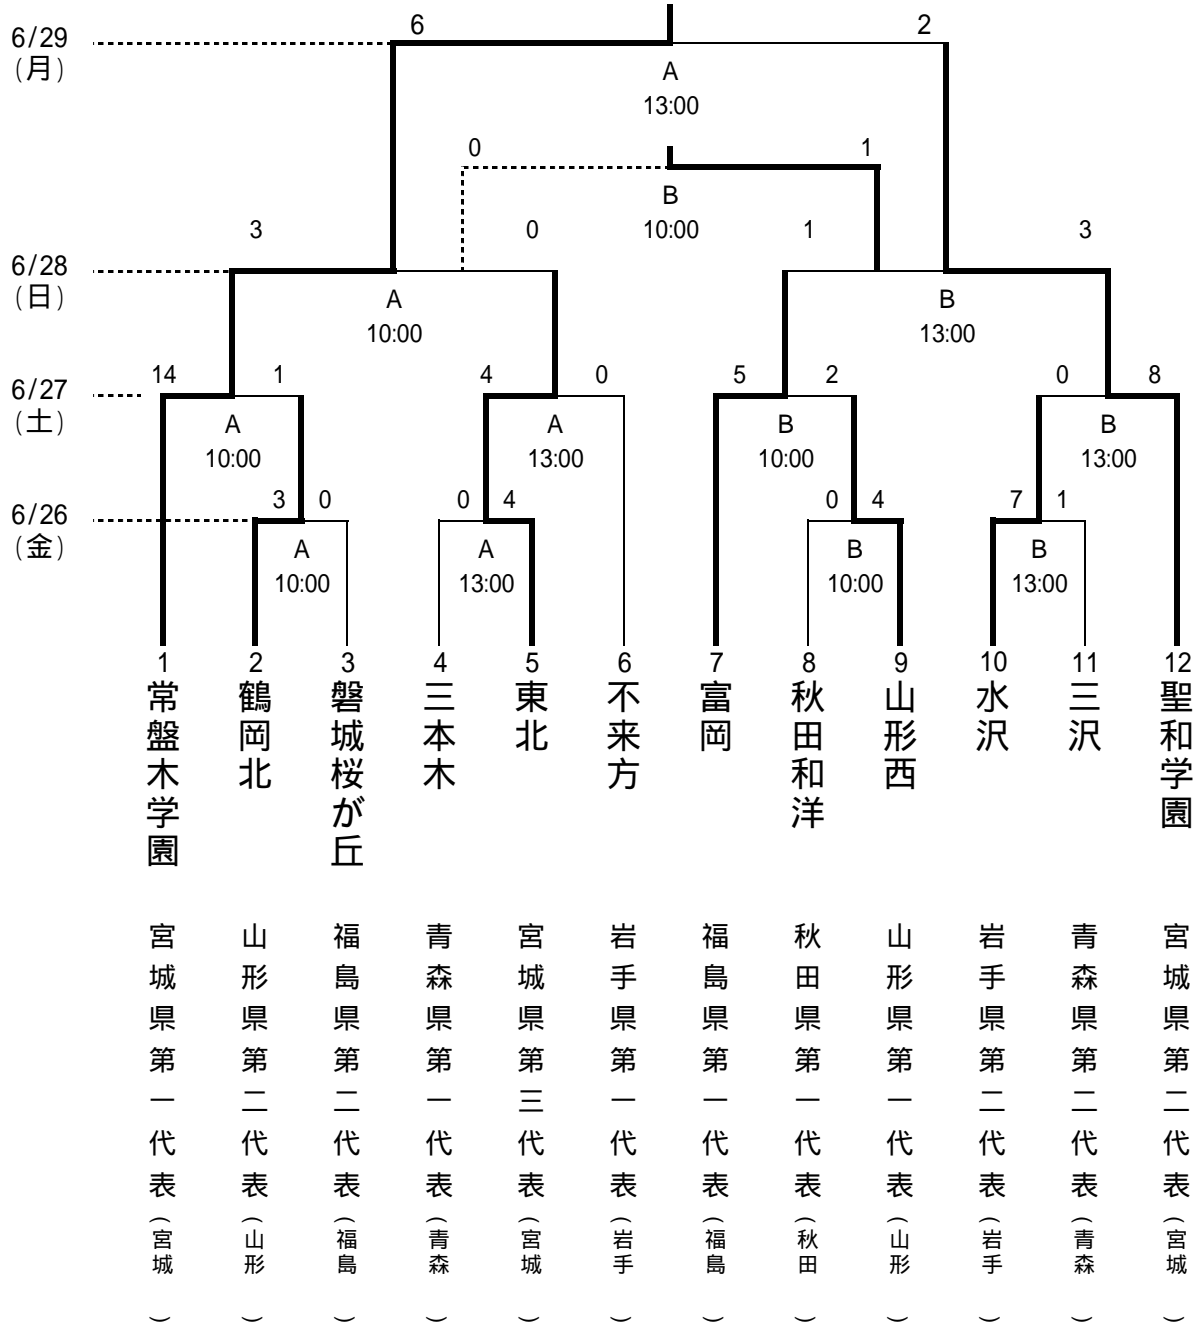 6 2
6/29
(月)
A
13:00
0 1
B
10:00
3 0 1 3
6/28
(日)
A B
10:00 13:00
14 1 4 0 5 2 0 8
6/27
(土)
A A B B
10:00 13:00 10:00 13:00
3 0 0 4 0 4 7 1
6/26
(金)
A A B B
10:00 13:00 10:00 13:00
1 2 3 4 5 6 7 8 9 10 11 12
常盤木学園
鶴岡北
磐城桜が丘
三本木
東北
不来方
富岡
秋田和洋
山形西
水沢
三沢
聖和学園
宮城県第一代表(宮城)
山形県第二代表(山形)
福島県第二代表(福島)
青森県第一代表(青森)
宮城県第三代表(宮城)
岩手県第一代表(岩手)
福島県第一代表(福島)
秋田県第一代表(秋田)
山形県第一代表(山形)
岩手県第二代表(岩手)
青森県第二代表(青森)
宮城県第二代表(宮城)